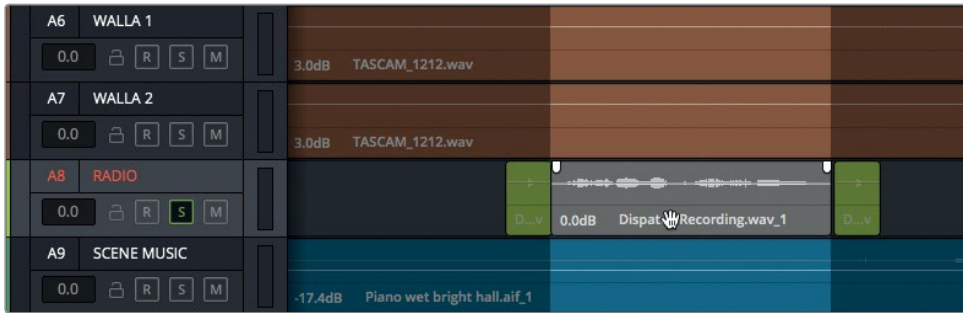 A6 WALLA 1
0.0 R S M
3.0dB TASCAM_1212.wav
A7 WALLA 2
0.0 R S M
3.0dB TASCAM_1212.wav
A8 RADIO
0.0 R S M
D...v 0.0dB Dispat Recording.wav_1 D...v
A9 SCENE MUSIC
0.0 R S M
-17.4dB Piano wet bright hall.aif_1